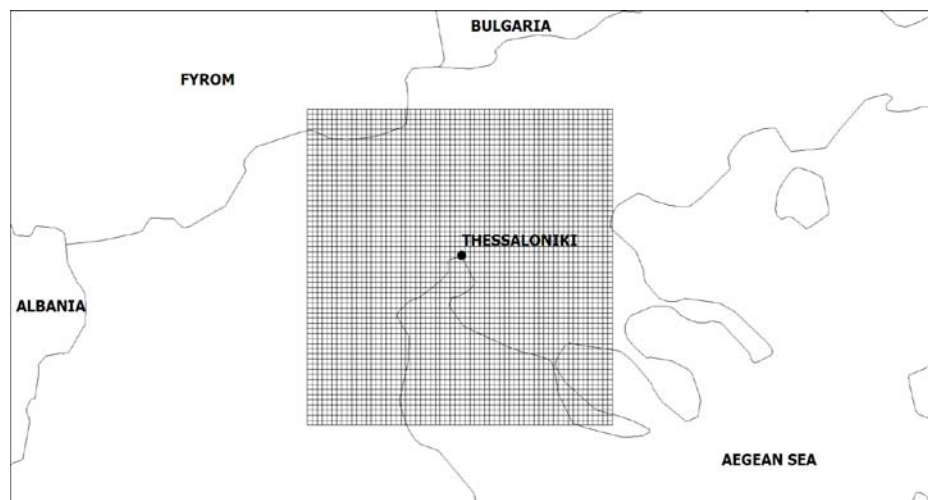 BULGARIA
FYROM
THESSALONIKI
ALBANIA
AEGEAN SEA